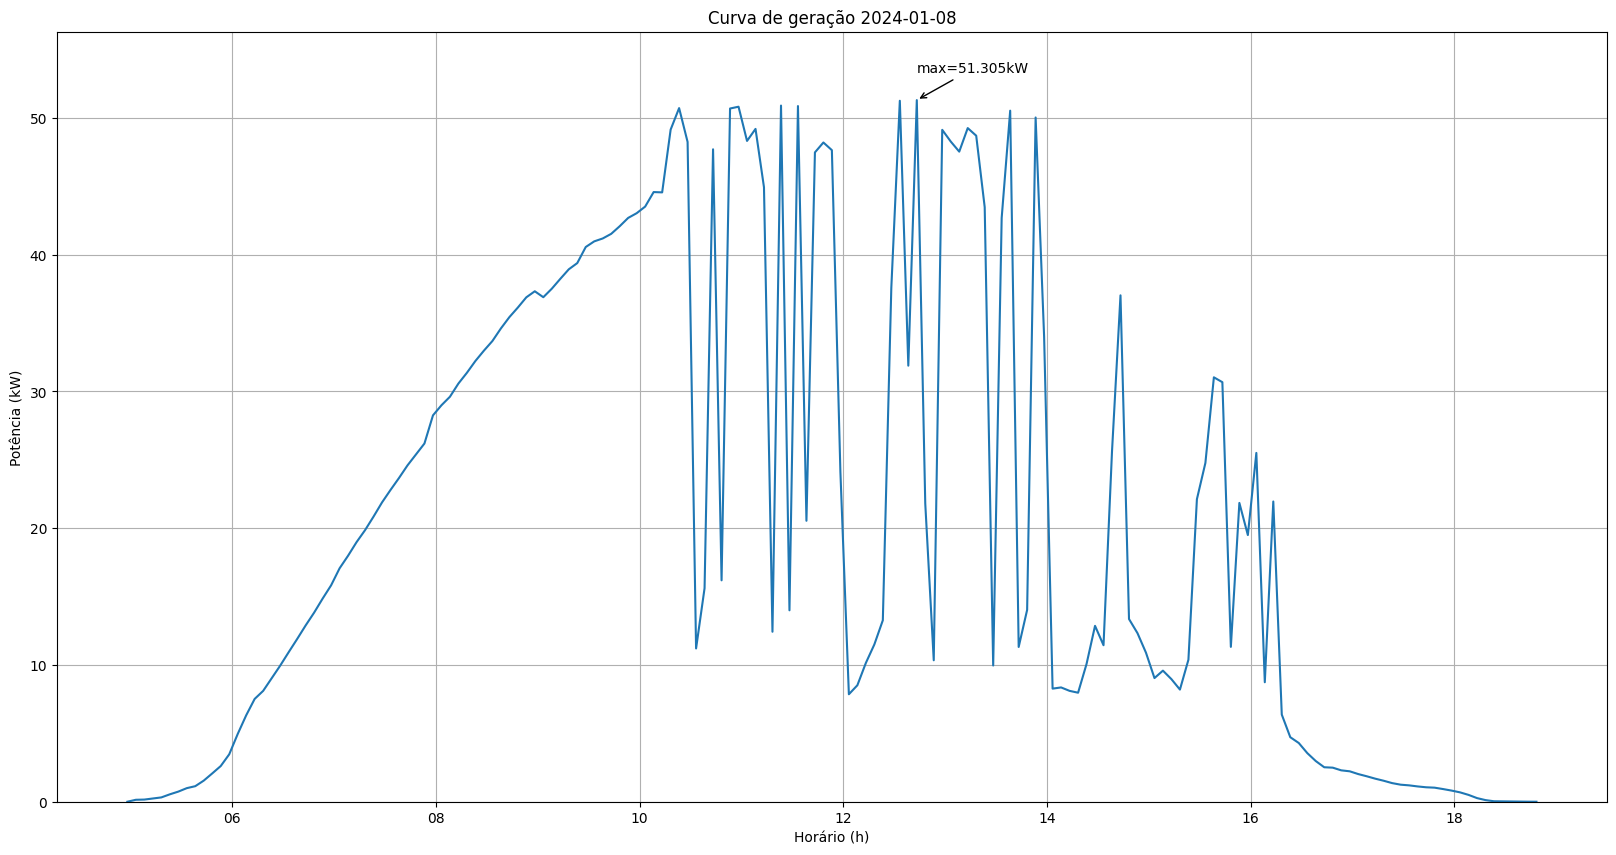 Curva de geração 2024-01-08
max=51.305kW
Potência (kW)
50
40
30
20
10
0
06 08 10 12 14 16 18
Horário (h)